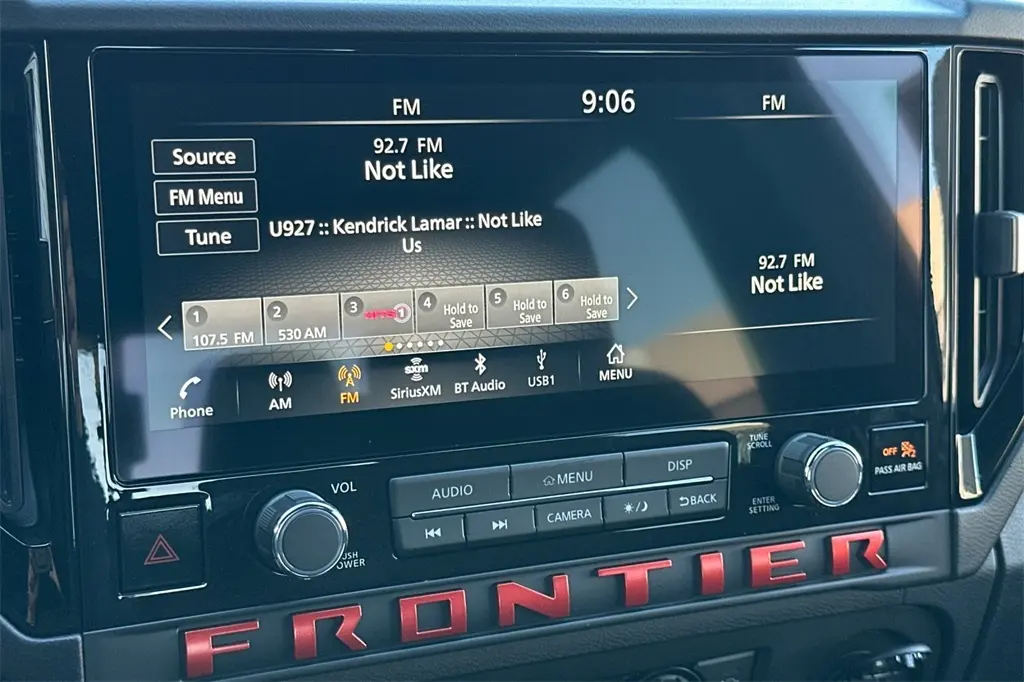 FM
9:06
FM
Source
FM Menu
Tune
92.7 FM
Not Like
U927 :: Kendrick Lamar :: Not Like
Us
92.7 FM
Not Like
1
107.5 FM
2
530 AM
3
4
Hold to
Save
5
Hold to
Save
6
Hold to
Save
Phone
AM
FM
sxm
SiriusXM
BT Audio
USB1
MENU
VOL
AUDIO
MENU
DISP
CAMERA
BACK
TUNE
SCROLL
ENTER
SETTING
OFF
PASS AIR BAG
FRONTIER